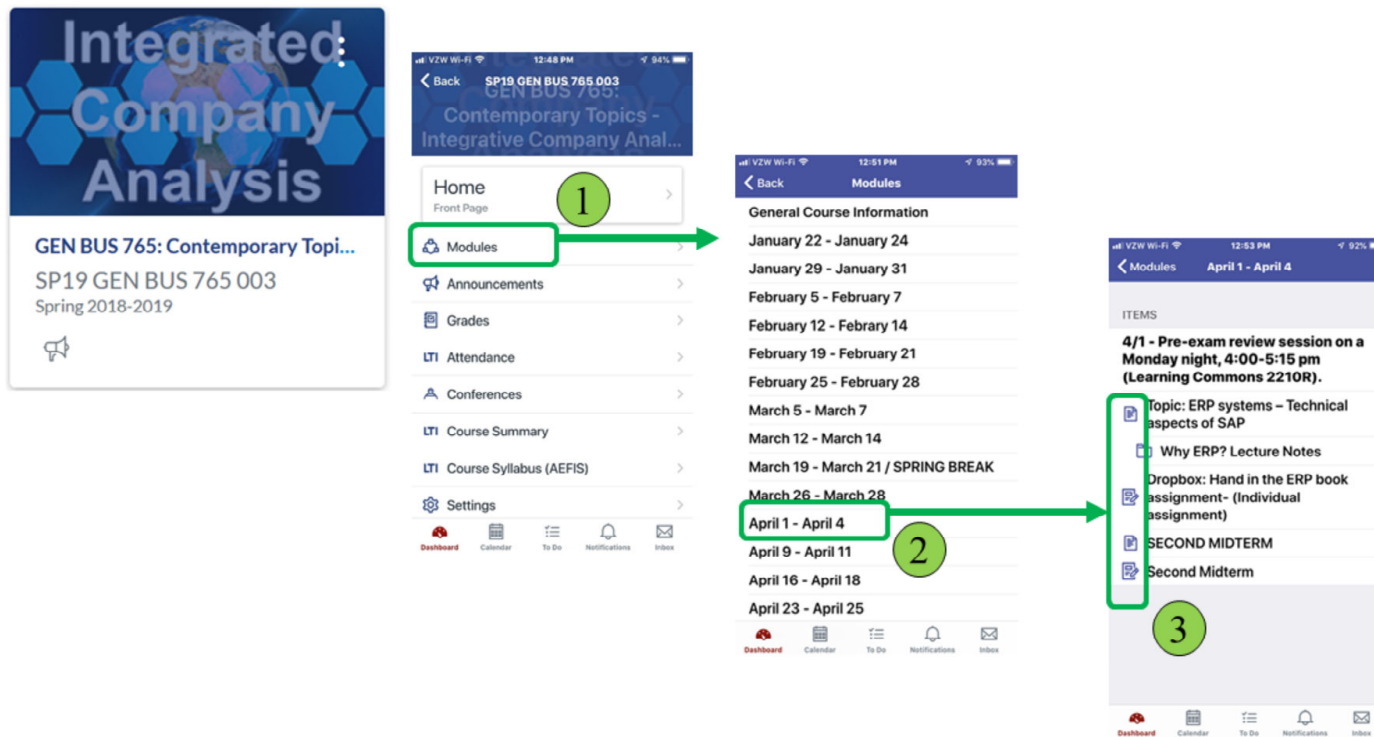 Integrated
Company
Analysis
GEN BUS 765: Contemporary Topi...
SP19 GEN BUS 765 003
Spring 2018-2019
VZW Wi-Fi 12:48 PM 94%
Back SP19 GEN BUS 765 003
GEN BUS 765:
Contemporary Topics -
Integrative Company Anal...
Home
Front Page
1
Modules
Announcements
Grades
LTI Attendance
Conferences
LTI Course Summary
LTI Course Syllabus (AEFIS)
Settings
Dashboard Calendar To Do Notifications Inbox
VZW Wi-Fi 12:51 PM 93%
Back Modules
General Course Information
January 22 - January 24
January 29 - January 31
February 5 - February 7
February 12 - Febrary 14
February 19 - February 21
February 25 - February 28
March 5 - March 7
March 12 - March 14
March 19 - March 21 / SPRING BREAK
March 26 - March 28
April 1 - April 4
2
April 9 - April 11
April 16 - April 18
April 23 - April 25
Dashboard Calendar To Do Notifications Inbox
VZW Wi-Fi 12:53 PM 92%
Modules April 1 - April 4
ITEMS
4/1 - Pre-exam review session on a
Monday night, 4:00-5:15 pm
(Learning Commons 2210R).
Topic: ERP systems – Technical
aspects of SAP
Why ERP? Lecture Notes
Dropbox: Hand in the ERP book
assignment- (Individual
assignment)
SECOND MIDTERM
Second Midterm
3
Dashboard Calendar To Do Notifications Inbox